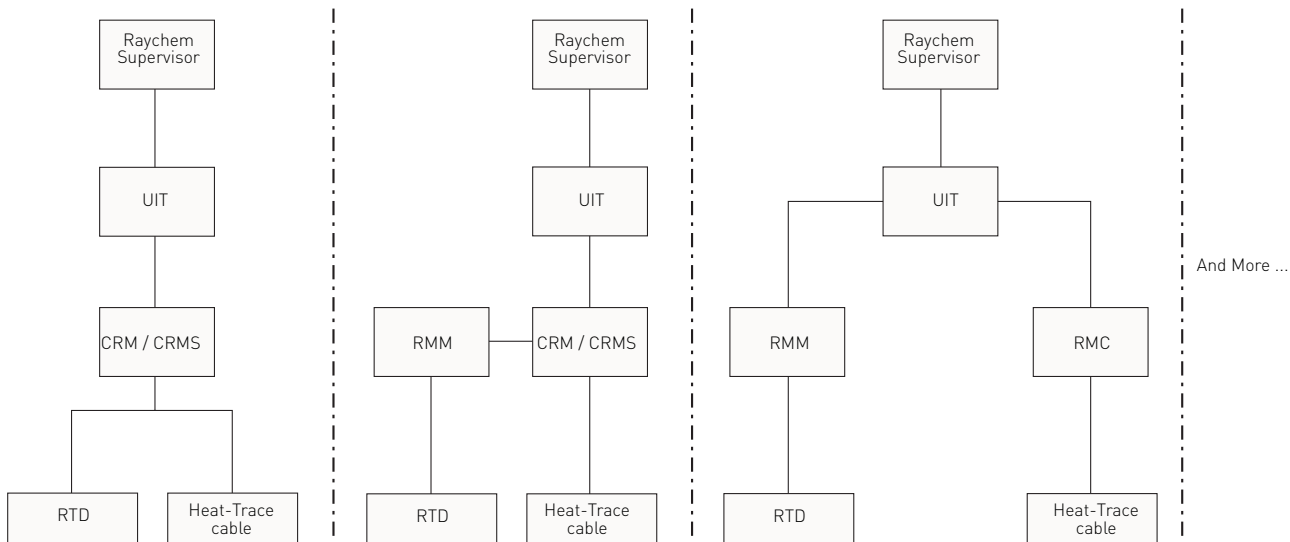 Raychem
Supervisor
UIT
CRM / CRMS
RTD
Heat-Trace
cable
Raychem
Supervisor
UIT
RMM
CRM / CRMS
RTD
Heat-Trace
cable
Raychem
Supervisor
UIT
RMM
RMC
RTD
Heat-Trace
cable
And More ...